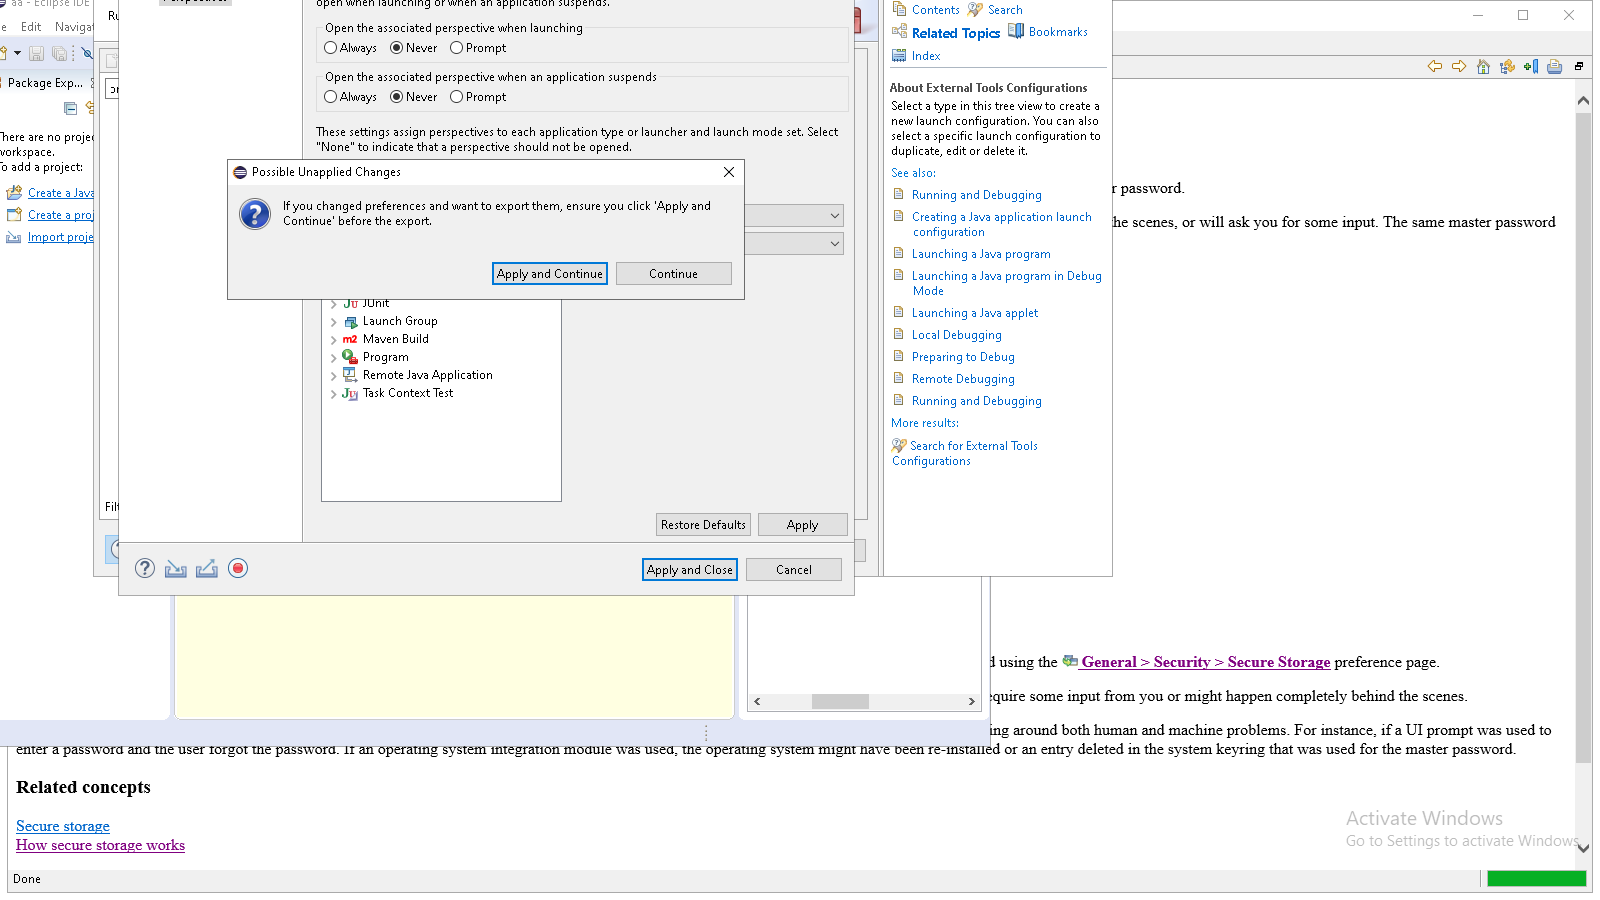 aa - Eclipse IDE
Edit
Navigat
Package Exp...
There are no projec
workspace.
To add a project:
Create a Java
Create a proj
Import proje
Ru
Filt
open when launching or when an application suspends.
Open the associated perspective when launching
Always
Never
Prompt
Open the associated perspective when an application suspends
Always
Never
Prompt
These settings assign perspectives to each application type or launcher and launch mode set. Select
"None" to indicate that a perspective should not be opened.
Possible Unapplied Changes
If you changed preferences and want to export them, ensure you click 'Apply and
Continue' before the export.
Apply and Continue
Continue
JUnit
Launch Group
m2 Maven Build
Program
Remote Java Application
Task Context Test
Restore Defaults
Apply
Apply and Close
Cancel
Contents
Search
Related Topics
Bookmarks
Index
About External Tools Configurations
Select a type in this tree view to create a
new launch configuration. You can also
select a specific launch configuration to
duplicate, edit or delete it.
See also:
Running and Debugging
Creating a Java application launch
configuration
Launching a Java program
Launching a Java program in Debug
Mode
Launching a Java applet
Local Debugging
Preparing to Debug
Remote Debugging
Running and Debugging
More results:
Search for External Tools
Configurations
r password.
the scenes, or will ask you for some input. The same master password
d using the General > Security > Secure Storage preference page.
equire some input from you or might happen completely behind the scenes.
ing around both human and machine problems. For instance, if a UI prompt was used to
enter a password and the user forgot the password. If an operating system integration module was used, the operating system might have been re-installed or an entry deleted in the system keyring that was used for the master password.
Related concepts
Secure storage
How secure storage works
Activate Windows
Go to Settings to activate Windows.
Done